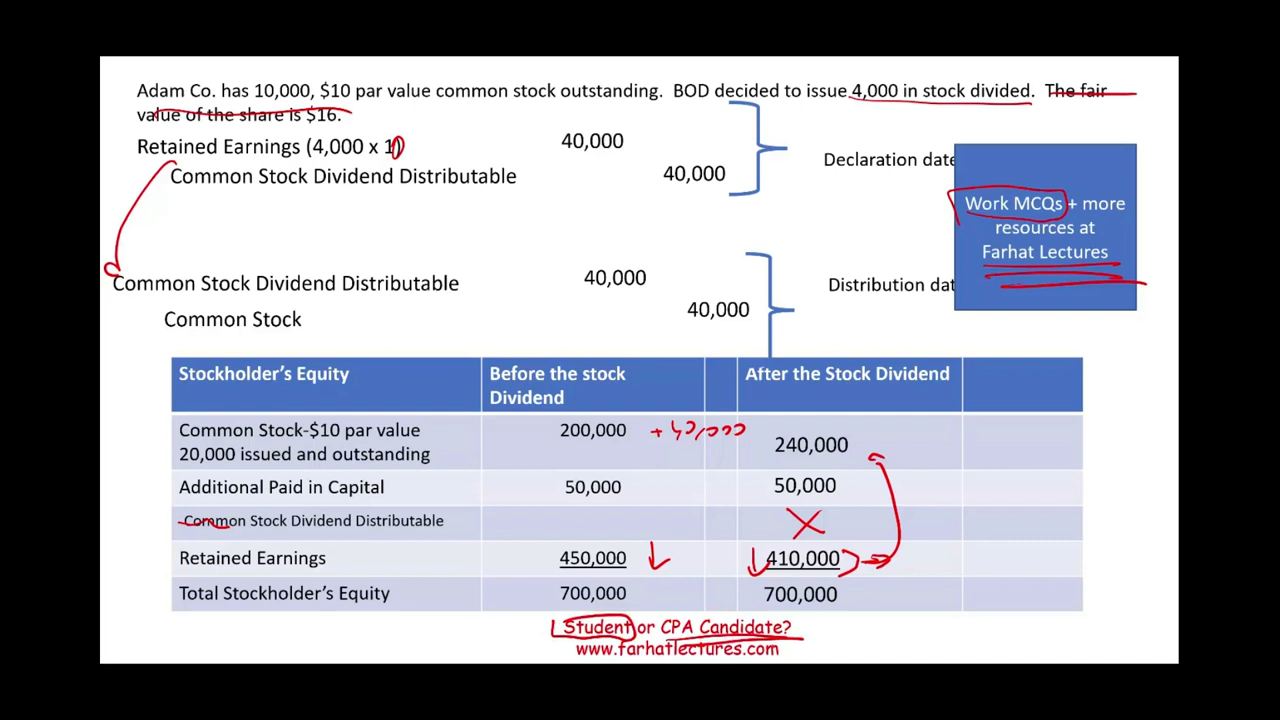 Adam Co. has 10,000, $10 par value common stock outstanding. BOD decided to issue 4,000 in stock divided. The fair
value of the share is $16.
Retained Earnings (4,000 x 10
40,000
Common Stock Dividend Distributable
40,000
Declaration date
Work MCQs + more
resources at
Farhat Lectures
Common Stock Dividend Distributable
40,000
Common Stock
40,000
Distribution dat
Stockholder's Equity
Before the stock
Dividend
After the Stock Dividend
Common Stock-$10 par value
20,000 issued and outstanding
200,000
+ 40,000
240,000
Additional Paid in Capital
50,000
50,000
Common Stock Dividend Distributable
Retained Earnings
450,000
410,000
Total Stockholder's Equity
700,000
700,000
Student or CPA Candidate?
www.farhatlectures.com